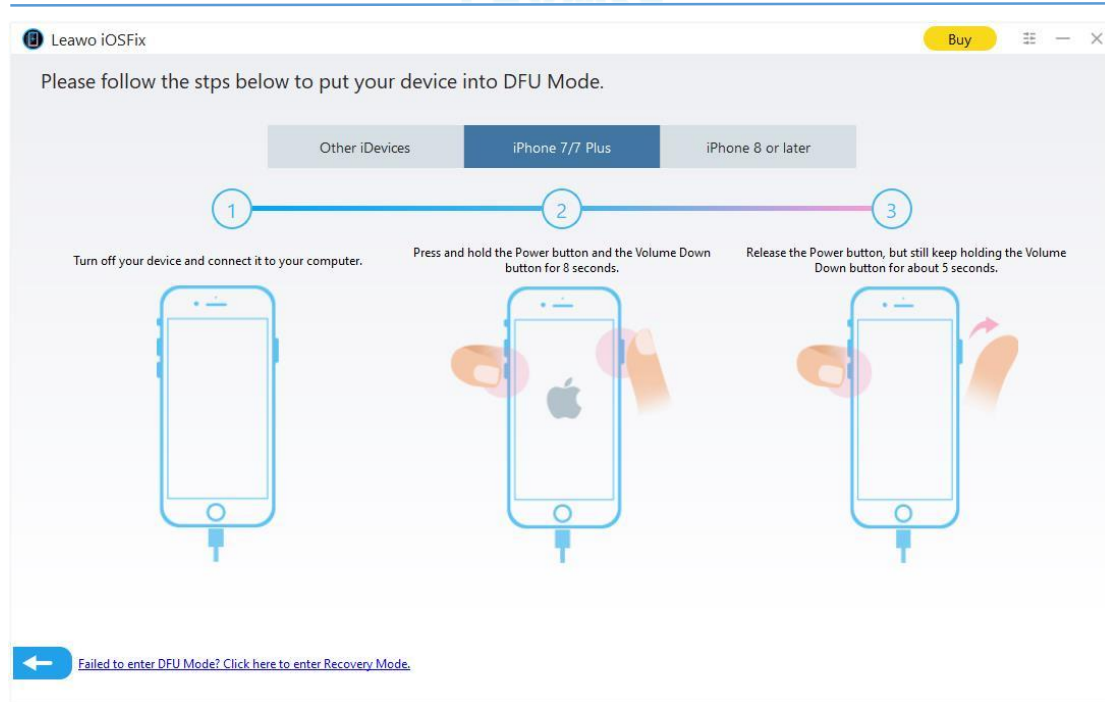 Leawo iOSFix
Buy
Please follow the stps below to put your device into DFU Mode.
Other iDevices
iPhone 7/7 Plus
iPhone 8 or later
1
2
3
Turn off your device and connect it to your computer.
Press and hold the Power button and the Volume Down
button for 8 seconds.
Release the Power button, but still keep holding the Volume
Down button for about 5 seconds.
Failed to enter DFU Mode? Click here to enter Recovery Mode.